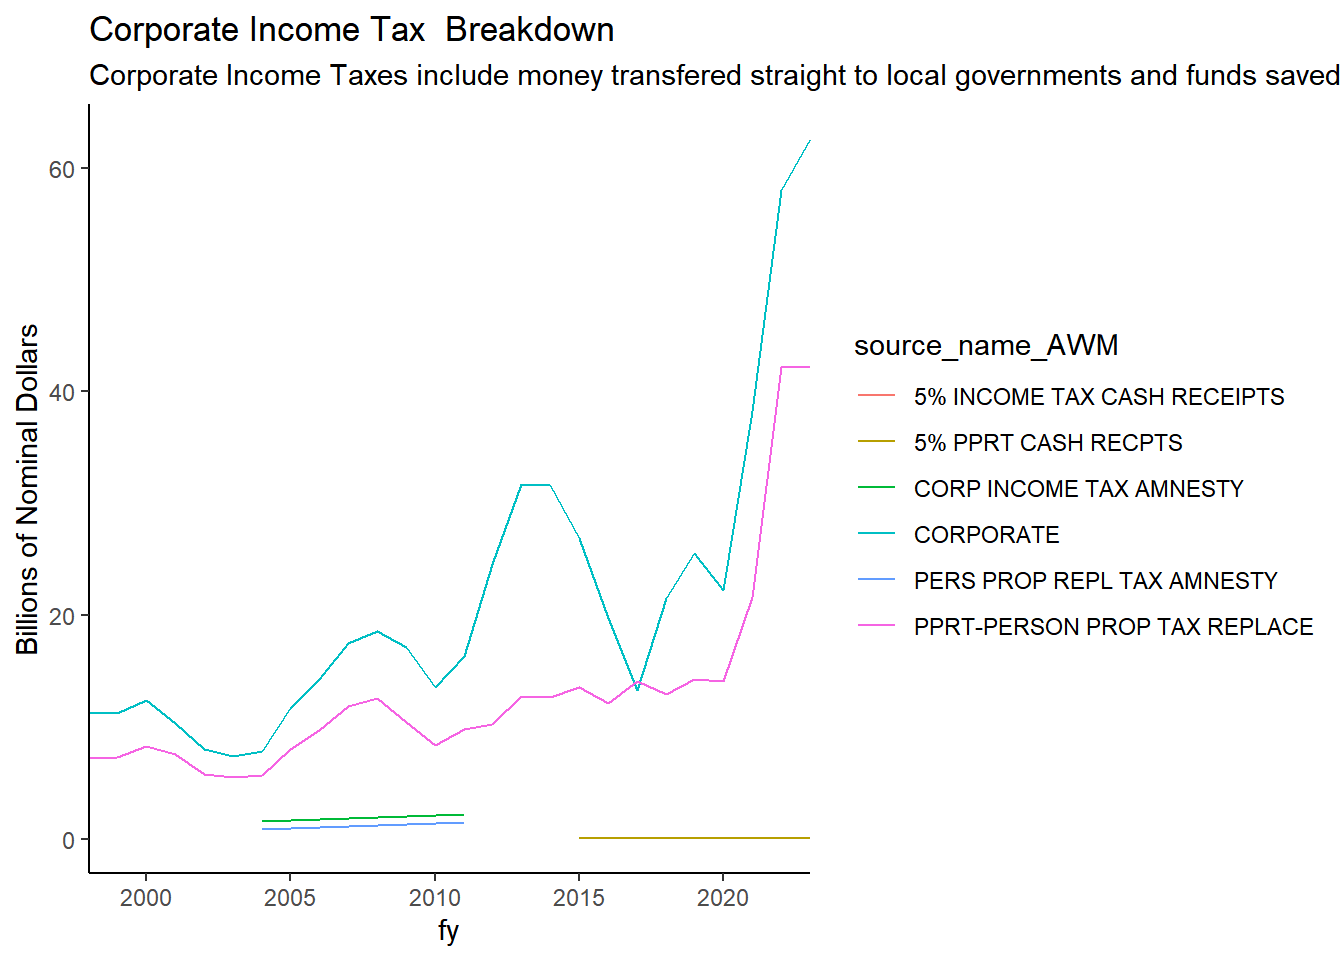 Corporate Income Tax  Breakdown
Corporate Income Taxes include money transfered straight to local governments and funds saved
Billions of Nominal Dollars
60
40
20
0
2000 2005 2010 2015 2020
fy
source_name_AWM
5% INCOME TAX CASH RECEIPTS
5% PPRT CASH RECPTS
CORP INCOME TAX AMNESTY
CORPORATE
PERS PROP REPL TAX AMNESTY
PPRT-PERSON PROP TAX REPLACE